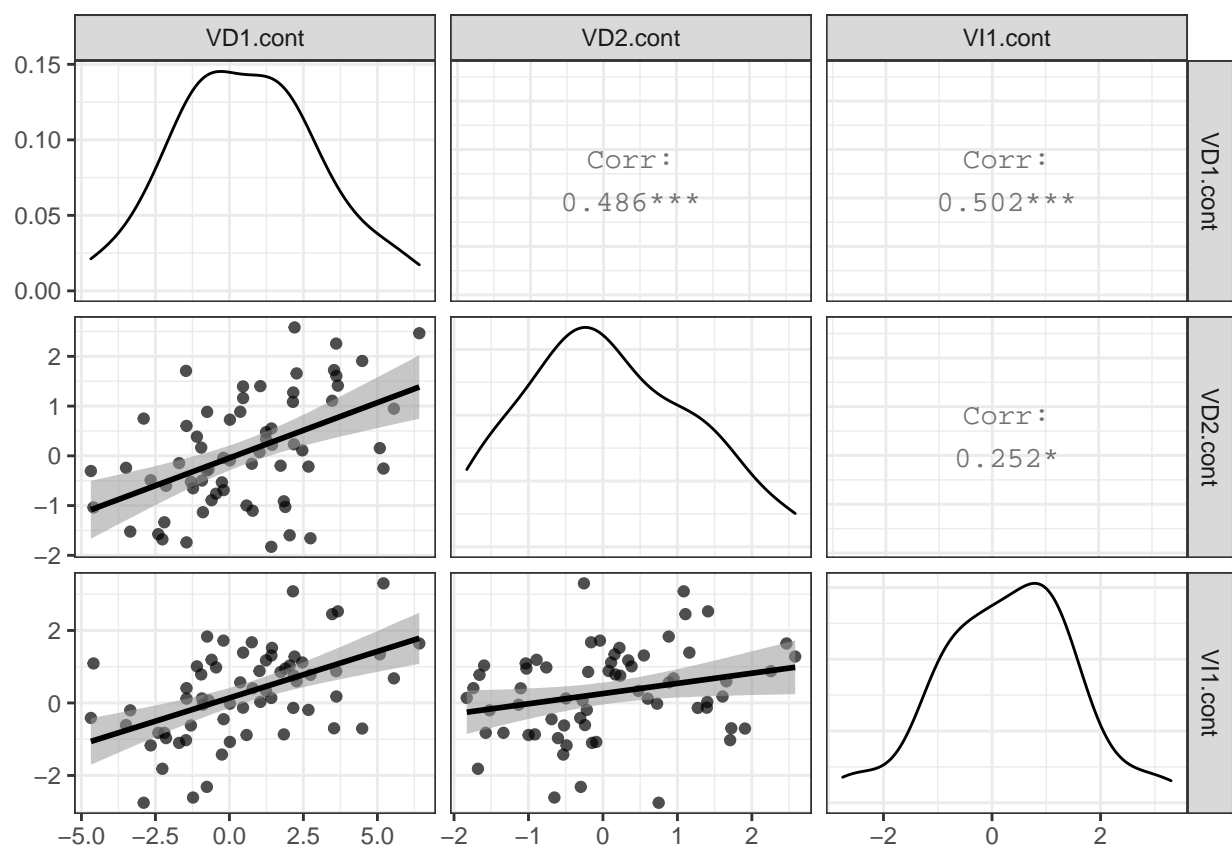 VD1.cont VD2.cont VI1.cont
0.15
0.10
0.05
0.00
Corr:
0.486***
Corr:
0.502***
VD1.cont
2
1
0
−1
−2
Corr:
0.252*
VD2.cont
2
0
−2
VI1.cont
−5.0 −2.5 0.0 2.5 5.0 −2 −1 0 1 2 −2 0 2